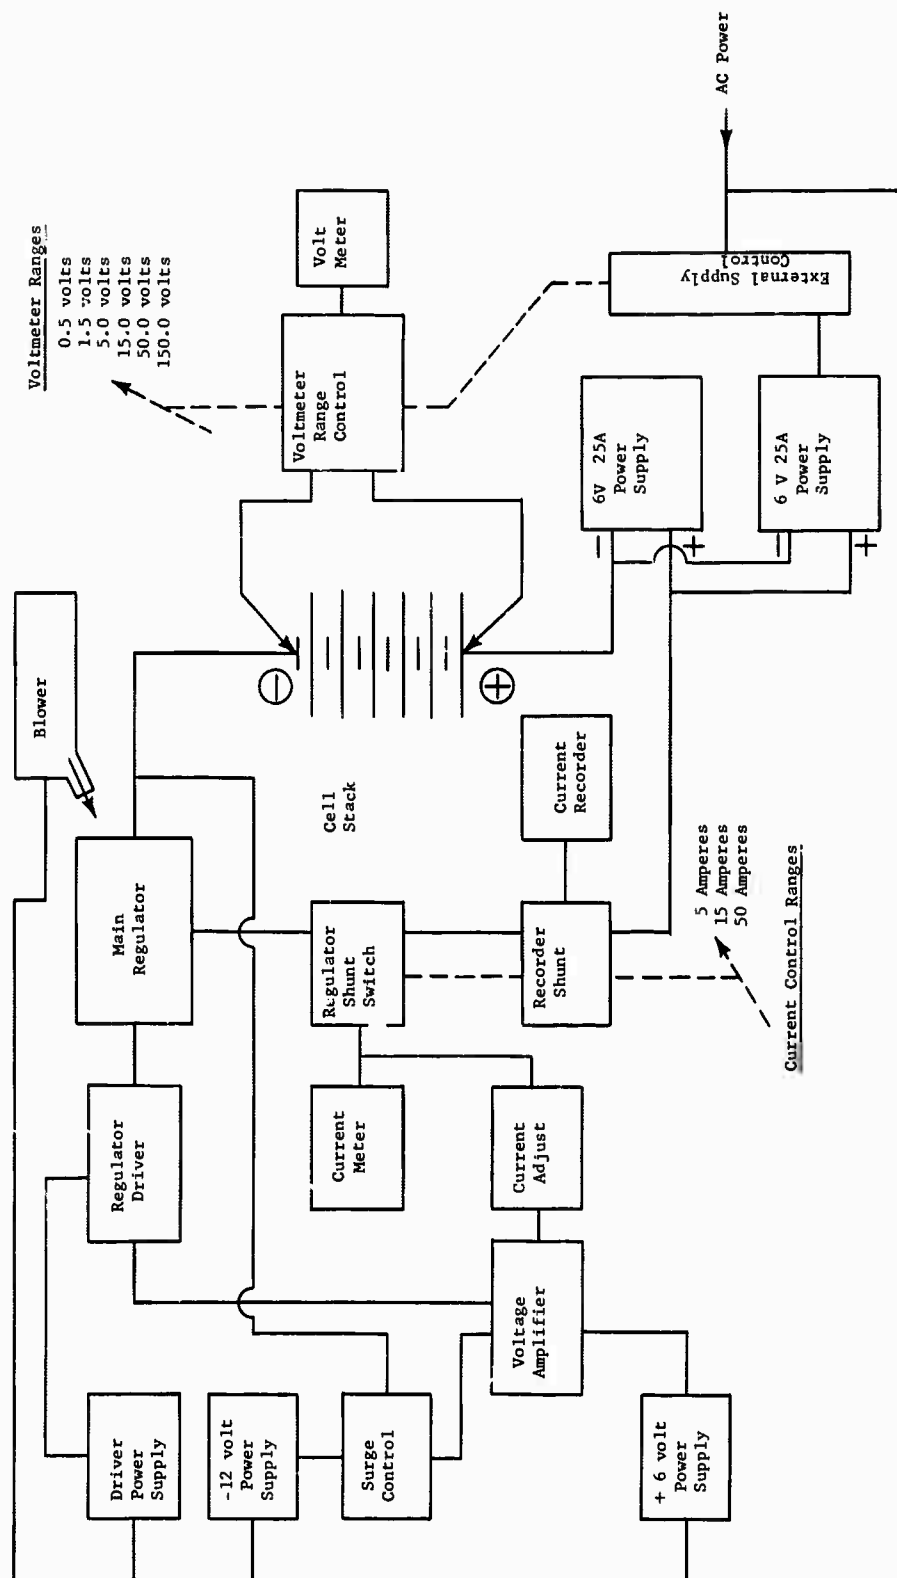 Blower
Main
Regulator
Regulator
Driver
Driver
Power
Supply
-12 volt
Power
Supply
Surge
Control
Voltage
Amplifier
+ 6 volt
Power
Supply
Current
Meter
Current
Adjust
Regulator
Shunt
Switch
Recorder
Shunt
Current
Recorder
Cell
Stack
−
+
Voltmeter
Range
Control
Volt
Meter
Voltmeter Ranges
0.5 volts
1.5 volts
5.0 volts
15.0 volts
50.0 volts
150.0 volts
6V 25A
Power
Supply
−
+
6 V 25A
Power
Supply
−
+
External Supply
Control
AC Power
5 Amperes
15 Amperes
50 Amperes
Current Control Ranges